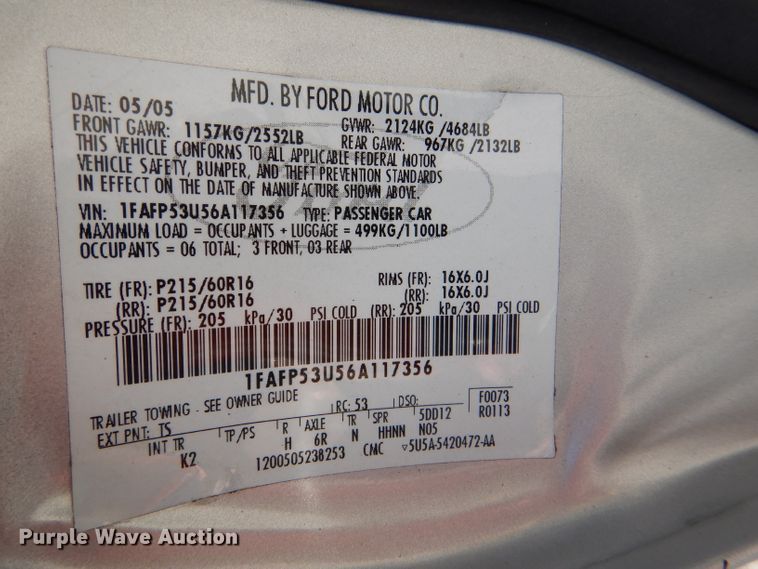 MFD. BY FORD MOTOR CO.
DATE: 05/05 GVWR: 2124KG /4684LB
FRONT GAWR: 1157KG/2552LB REAR GAWR: 967KG /2132LB
THIS VEHICLE CONFORMS TO ALL APPLICABLE FEDERAL MOTOR
VEHICLE SAFETY, BUMPER, AND THEFT PREVENTION STANDARDS
IN EFFECT ON THE DATE OF MANUFACTURE SHOWN ABOVE.
VIN: 1FAFP53U56A117356 TYPE: PASSENGER CAR
MAXIMUM LOAD = OCCUPANTS + LUGGAGE = 499KG/1100LB
OCCUPANTS = 06 TOTAL; 3 FRONT, 03 REAR
TIRE (FR): P215/60R16 RIMS (FR): 16X6.0J
(RR): P215/60R16 (RR): 16X6.0J
PRESSURE (FR): 205 kPa/30 PSI COLD (RR): 205 kPa/30 PSI COLD
1FAFP53U56A117356
TRAILER TOWING - SEE OWNER GUIDE
EXT PNT: TS RC: 53 DSO: F0073
R0113
INT TR TP/PS R AXLE TR SPR 5DD12
K2 H 6R N HHNN N05
1200505238253 CMC ▽5U5A-5420472-AA
Purple Wave Auction